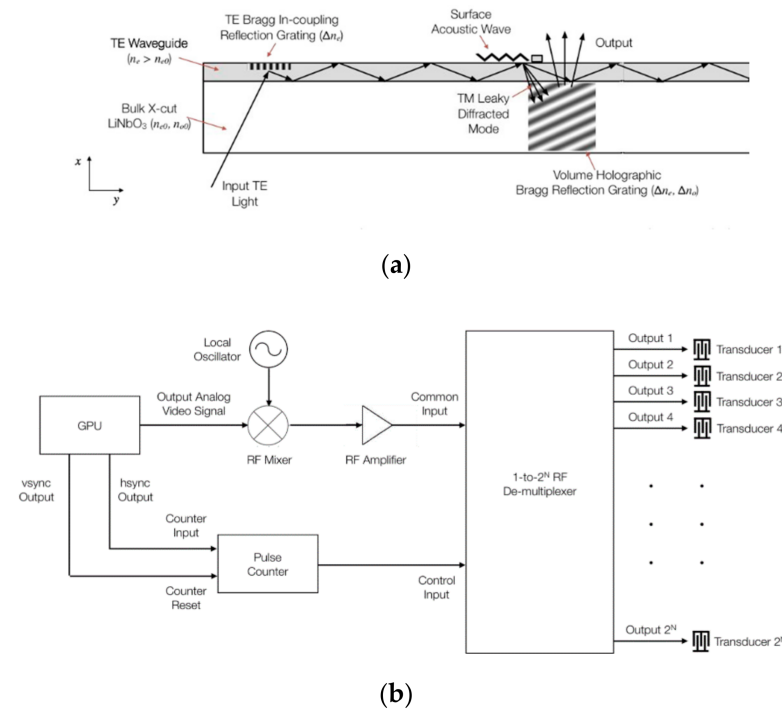 TE Bragg In-coupling
Reflection Grating (Δnₑ)
Surface
Acoustic Wave
TE Waveguide
(nₑ > nₑ₀)
Output
Bulk X-cut
LiNbO₃ (nₑ₀, nₒ₀)
TM Leaky
Diffracted
Mode
x
y
Input TE
Light
Volume Holographic
Bragg Reflection Grating (Δnₑ, Δnₒ)
(a)
Local
Oscillator
Output Analog
Video Signal
Common
Input
GPU
RF Mixer
RF Amplifier
vsync
Output
hsync
Output
Counter
Input
Pulse
Counter
Counter
Reset
Control
Input
1-to-2ᴺ RF
De-multiplexer
Output 1
Transducer 1
Output 2
Transducer 2
Output 3
Transducer 3
Output 4
Transducer 4
Output 2ᴺ
Transducer 2
(b)